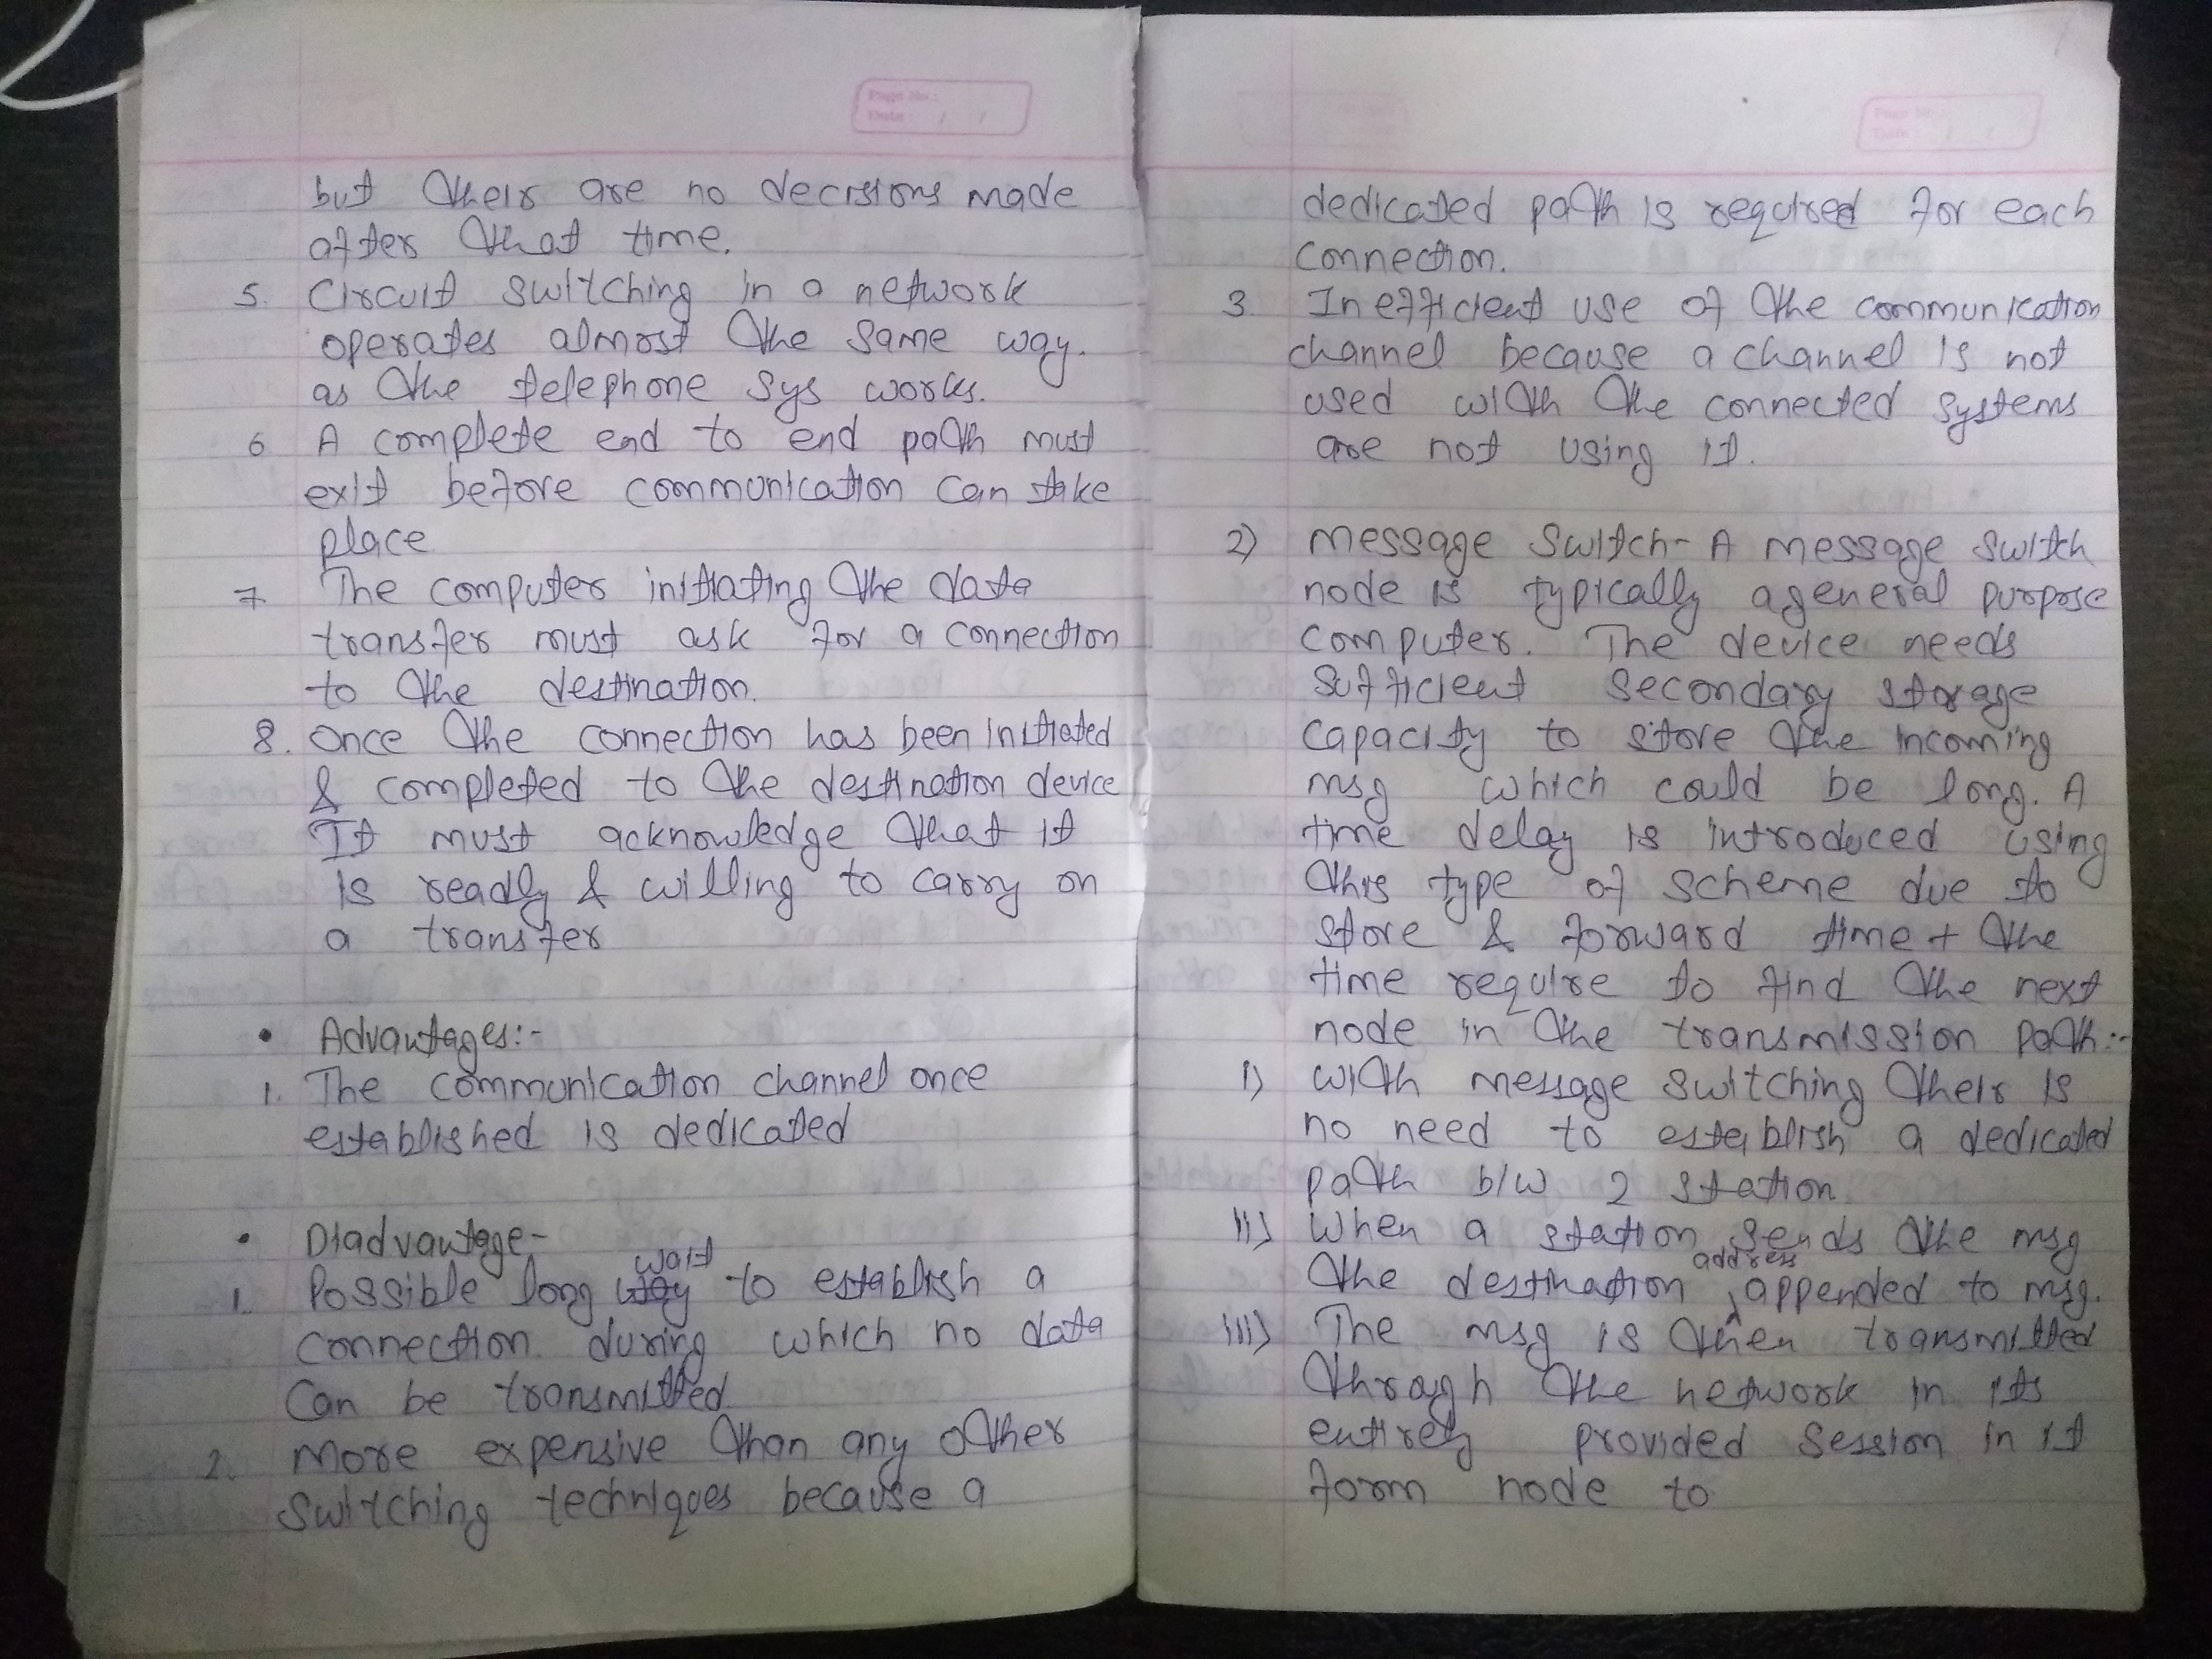 Page No.:
Date: / /
but their are no decisions made
after that time.
5. Circuit switching in a network
operates almost the same way.
as the telephone sys works.
6. A complete end to end path must
exit before communication can take
place
7. The computer initiating the data
transfer must ask for a connection
to the destination.
8. Once the connection has been initiated
& completed to the destination device
It must acknowledge that it
is readly & willing to carry on
a transfer
• Advantages:-
1. The communication channel once
established is dedicated
• Diadvantage-
wait
1. Possible long to establish a
connection during which no data
can be transmitted
2. More expensive than any other
switching techniques because a
Page No:
Date: / /
dedicated path is required for each
connection.
3. Inefficient use of the communication
channel because a channel is not
used with the connected systems
are not using it.
2) Message Switch- A message switch
node is typically a general purpose
computer. The device needs
sufficient secondary storage
capacity to store the incoming
msg which could be long. A
time delay is introduced using
this type of scheme due to
store & forward time + the
time require to find the next
node in the transmission path:-
i) with message switching their is
no need to establish a dedicated
path b/w 2 station
ii) When a station sends the msg
address
the destination appended to msg.
iii) The msg is then transmitted
through the network in its
entirely provided session in it
form node to